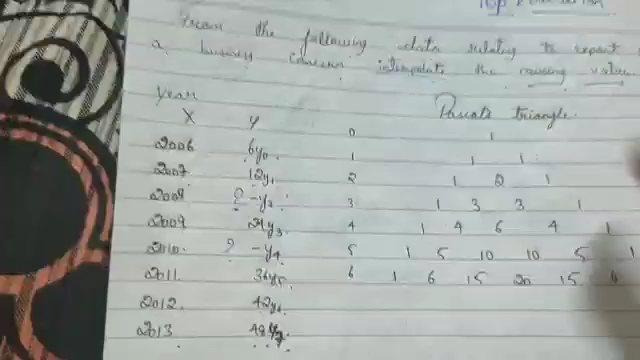 From the following data relating to export
a business concern interpolate the missing values
Year
X Y Pascals triangle
0 1
2006 6y0 1 1 1
2007 12y1 2 1 2 1
2008 ? -y2 3 1 3 3 1
2009 24y3 4 1 4 6 4 1
2010 ? -y4 5 1 5 10 10 5 1
2011 36y5 6 1 6 15 20 15 6
2012 42y6
2013 48y7